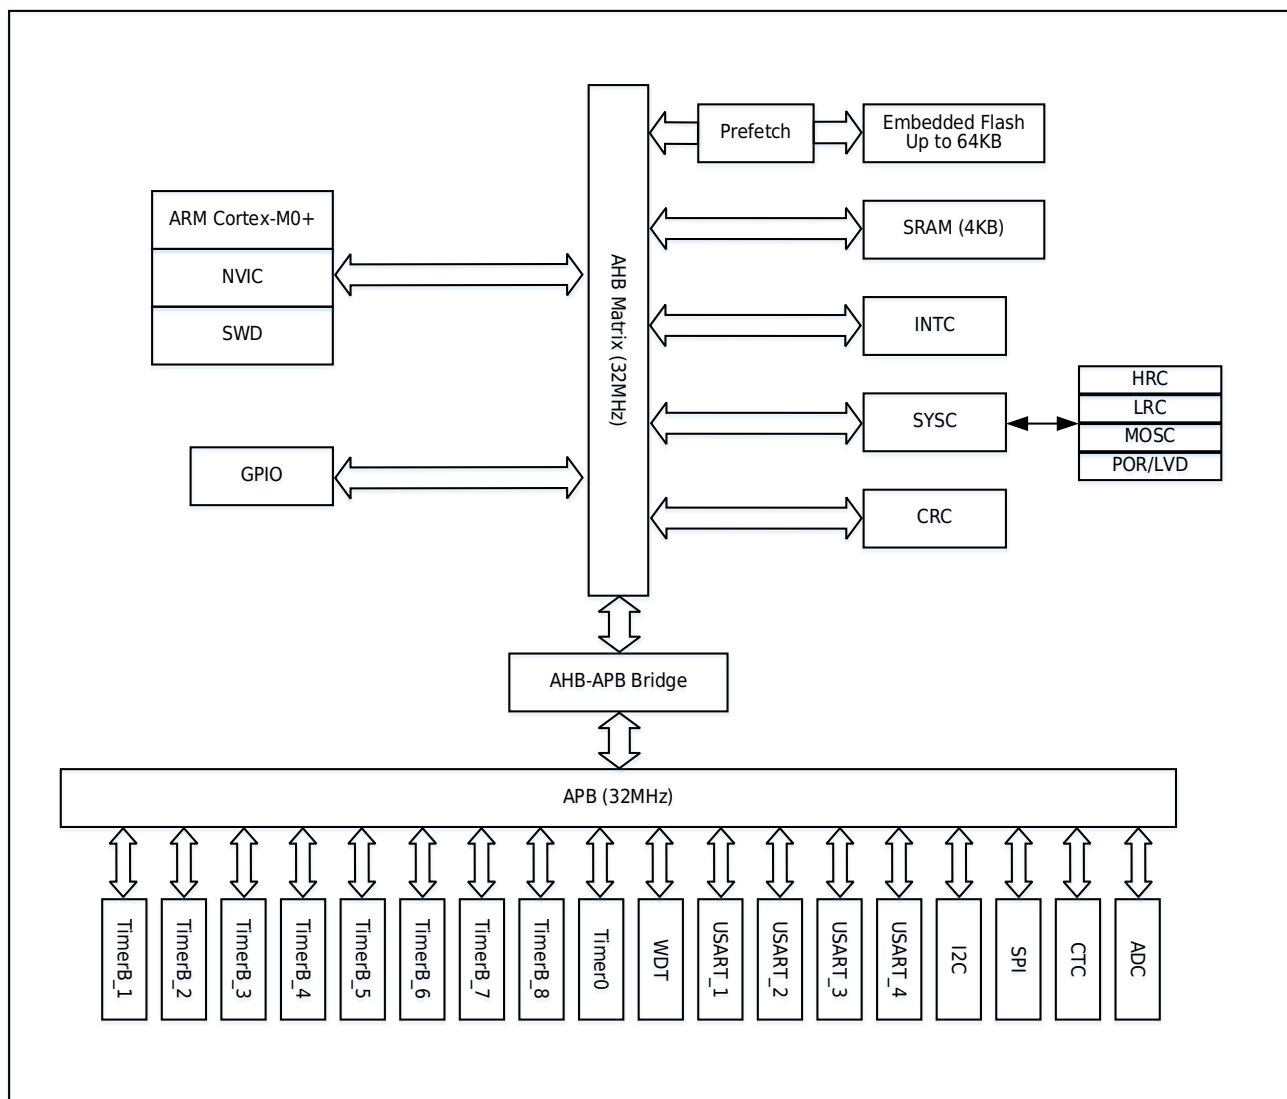 Prefetch
Embedded Flash
Up to 64KB
ARM Cortex-M0+
NVIC
SWD
SRAM (4KB)
AHB Matrix (32MHz)
INTC
HRC
LRC
MOSC
POR/LVD
SYSC
GPIO
CRC
AHB-APB Bridge
APB (32MHz)
TimerB_1
TimerB_2
TimerB_3
TimerB_4
TimerB_5
TimerB_6
TimerB_7
TimerB_8
Timer0
WDT
USART_1
USART_2
USART_3
USART_4
I2C
SPI
CTC
ADC